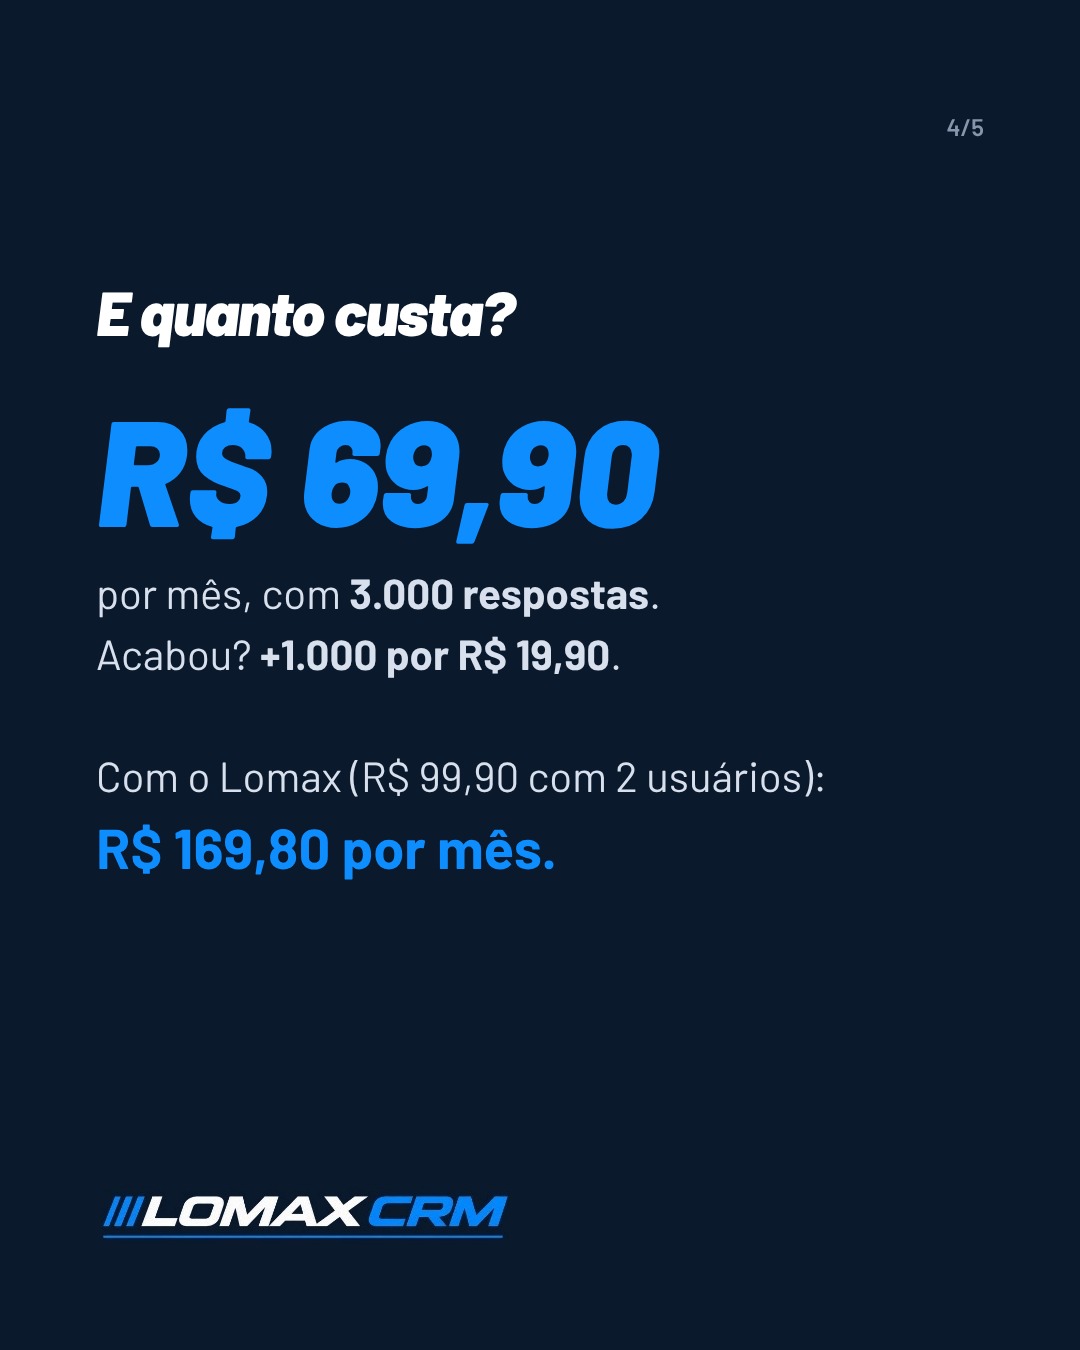 4/5
E quanto custa?
R$ 69,90
por mês, com 3.000 respostas.
Acabou? +1.000 por R$ 19,90.
Com o Lomax (R$ 99,90 com 2 usuários):
R$ 169,80 por mês.
LOMAX CRM